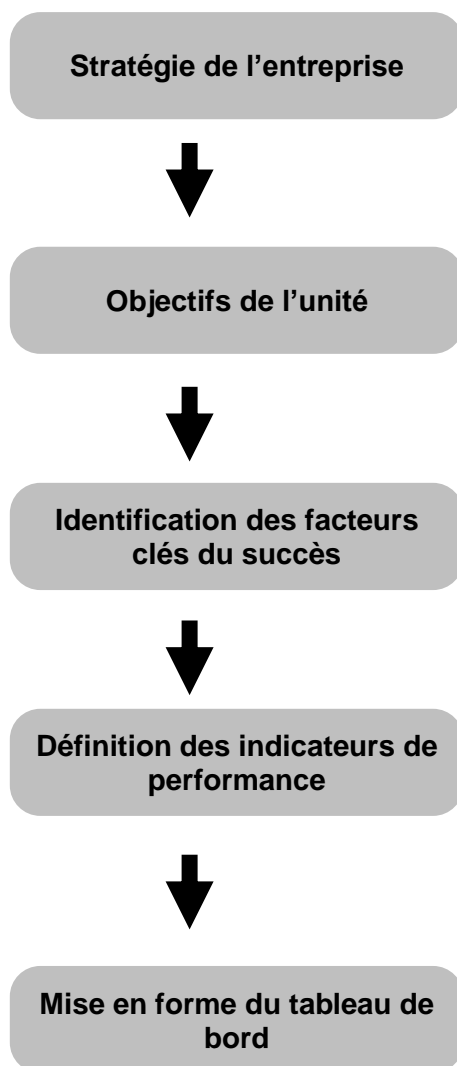 Stratégie de l’entreprise
Objectifs de l’unité
Identification des facteurs
clés du succès
Définition des indicateurs de
performance
Mise en forme du tableau de
bord